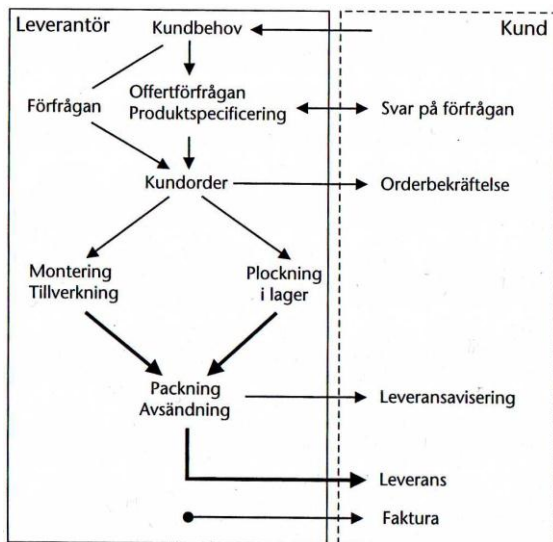 Leverantör
Kund
Kundbehov
Förfrågan
Offertförfrågan
Produktspecificering
Svar på förfrågan
Kundorder
Orderbekräftelse
Montering
Tillverkning
Plockning
i lager
Packning
Avsändning
Leveransavisering
Leverans
Faktura